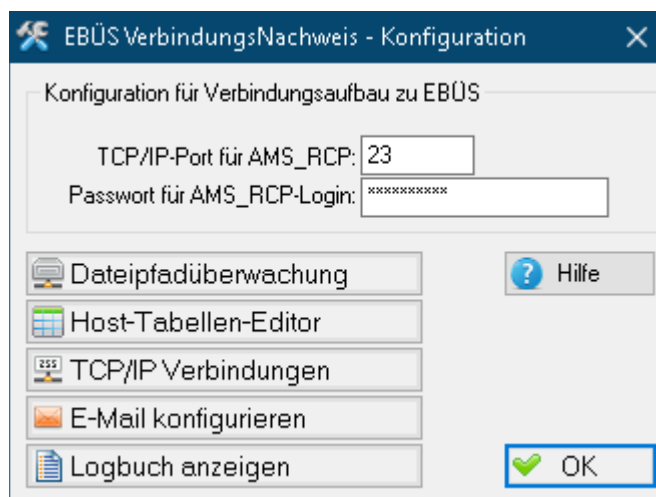 EBÜS VerbindungsNachweis - Konfiguration
Konfiguration für Verbindungsaufbau zu EBÜS
TCP/IP-Port für AMS_RCP: 23
Passwort für AMS_RCP-Login: **********
Dateipfadüberwachung
Hilfe
Host-Tabellen-Editor
255 TCP/IP Verbindungen
E-Mail konfigurieren
Logbuch anzeigen
OK